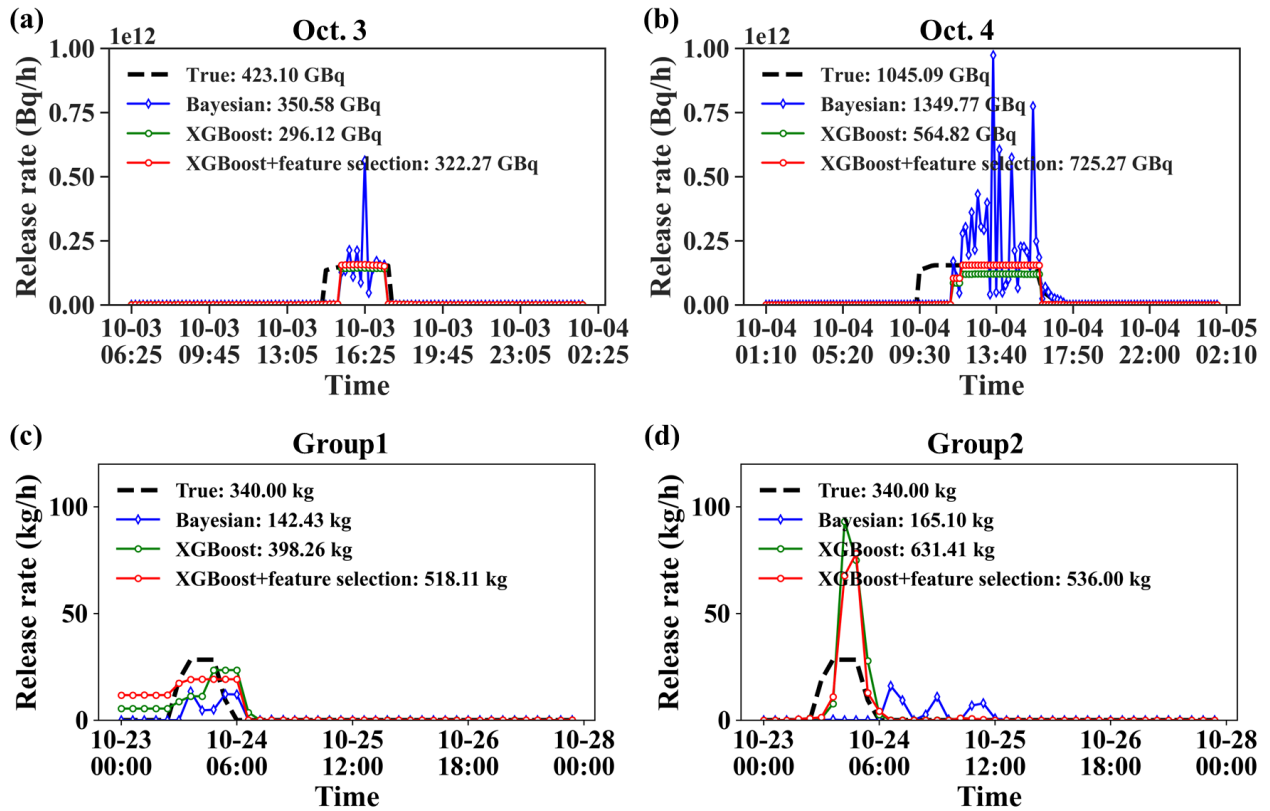 (a)
Oct. 3
1e12
Release rate (Bq/h)
1.00
0.75
0.50
0.25
0.00
True: 423.10 GBq
Bayesian: 350.58 GBq
XGBoost: 296.12 GBq
XGBoost+feature selection: 322.27 GBq
10-03 10-03 10-03 10-03 10-03 10-03 10-04
06:25 09:45 13:05 16:25 19:45 23:05 02:25
Time
(b)
Oct. 4
1e12
Release rate (Bq/h)
1.00
0.75
0.50
0.25
0.00
True: 1045.09 GBq
Bayesian: 1349.77 GBq
XGBoost: 564.82 GBq
XGBoost+feature selection: 725.27 GBq
10-04 10-04 10-04 10-04 10-04 10-04 10-05
01:10 05:20 09:30 13:40 17:50 22:00 02:10
Time
(c)
Group1
Release rate (kg/h)
100
50
0
True: 340.00 kg
Bayesian: 142.43 kg
XGBoost: 398.26 kg
XGBoost+feature selection: 518.11 kg
10-23 10-24 10-25 10-26 10-28
00:00 06:00 12:00 18:00 00:00
Time
(d)
Group2
Release rate (kg/h)
100
50
0
True: 340.00 kg
Bayesian: 165.10 kg
XGBoost: 631.41 kg
XGBoost+feature selection: 536.00 kg
10-23 10-24 10-25 10-26 10-28
00:00 06:00 12:00 18:00 00:00
Time